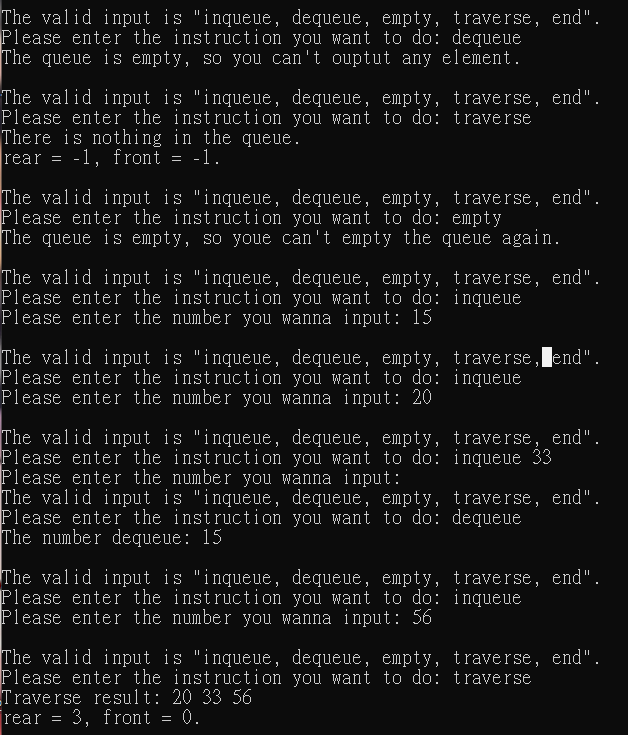 The valid input is "inqueue, dequeue, empty, traverse, end".
Please enter the instruction you want to do: dequeue
The queue is empty, so you can't ouptut any element.
The valid input is "inqueue, dequeue, empty, traverse, end".
Please enter the instruction you want to do: traverse
There is nothing in the queue.
rear = -1, front = -1.
The valid input is "inqueue, dequeue, empty, traverse, end".
Please enter the instruction you want to do: empty
The queue is empty, so youe can't empty the queue again.
The valid input is "inqueue, dequeue, empty, traverse, end".
Please enter the instruction you want to do: inqueue
Please enter the number you wanna input: 15
The valid input is "inqueue, dequeue, empty, traverse, end".
Please enter the instruction you want to do: inqueue
Please enter the number you wanna input: 20
The valid input is "inqueue, dequeue, empty, traverse, end".
Please enter the instruction you want to do: inqueue 33
Please enter the number you wanna input:
The valid input is "inqueue, dequeue, empty, traverse, end".
Please enter the instruction you want to do: dequeue
The number dequeue: 15
The valid input is "inqueue, dequeue, empty, traverse, end".
Please enter the instruction you want to do: inqueue
Please enter the number you wanna input: 56
The valid input is "inqueue, dequeue, empty, traverse, end".
Please enter the instruction you want to do: traverse
Traverse result: 20 33 56
rear = 3, front = 0.